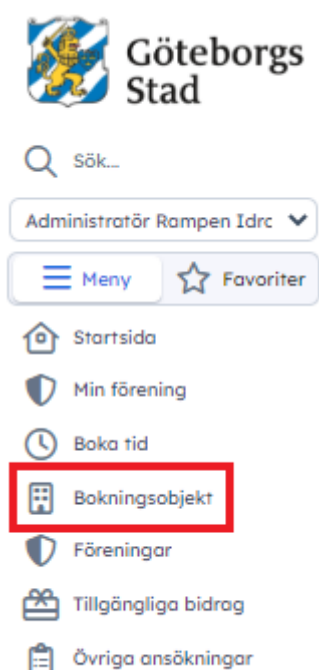 Göteborgs
Stad
Sök...
Administratör Rampen Idrc
Meny
Favoriter
Startsida
Min förening
Boka tid
Bokningsobjekt
Föreningar
Tillgängliga bidrag
Övriga ansökningar